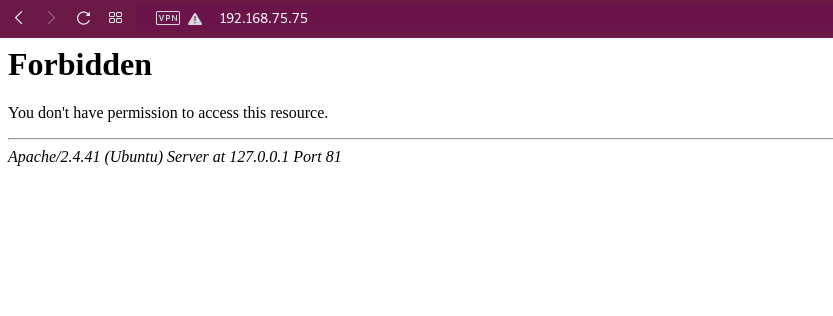 VPN 192.168.75.75
Forbidden
You don't have permission to access this resource.
Apache/2.4.41 (Ubuntu) Server at 127.0.0.1 Port 81